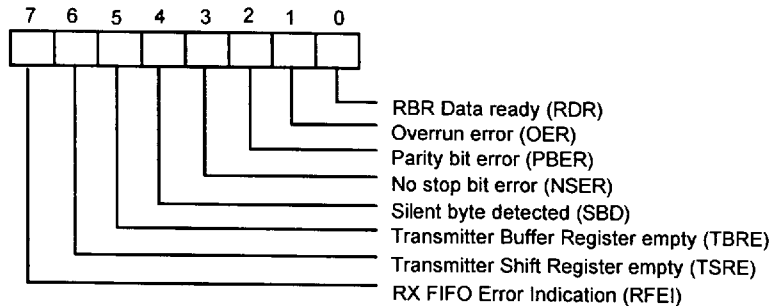 7 6 5 4 3 2 1 0
RBR Data ready (RDR)
Overrun error (OER)
Parity bit error (PBER)
No stop bit error (NSER)
Silent byte detected (SBD)
Transmitter Buffer Register empty (TBRE)
Transmitter Shift Register empty (TSRE)
RX FIFO Error Indication (RFEI)